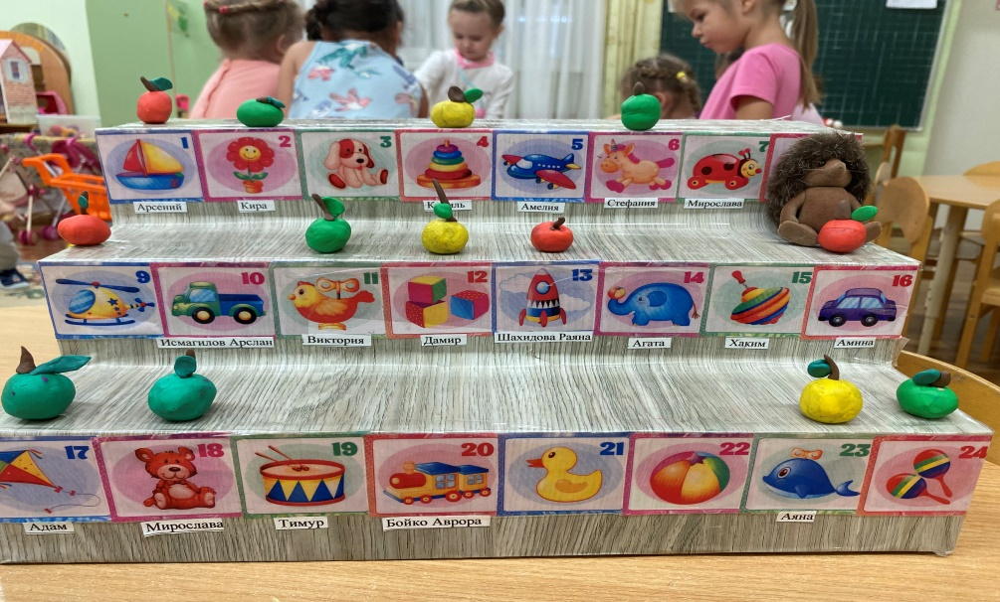 1 2 3 4 5 6 7
Арсений Кира Амелия Стефания Мирослава
9 10 11 12 13 14 15 16
Исмагилов Арслан Виктория Дамир Шахидова Раяна Агата Хаким Амина
17 18 19 20 21 22 23 24
Адам Мирослава Тимур Бойко Аврора Аяна